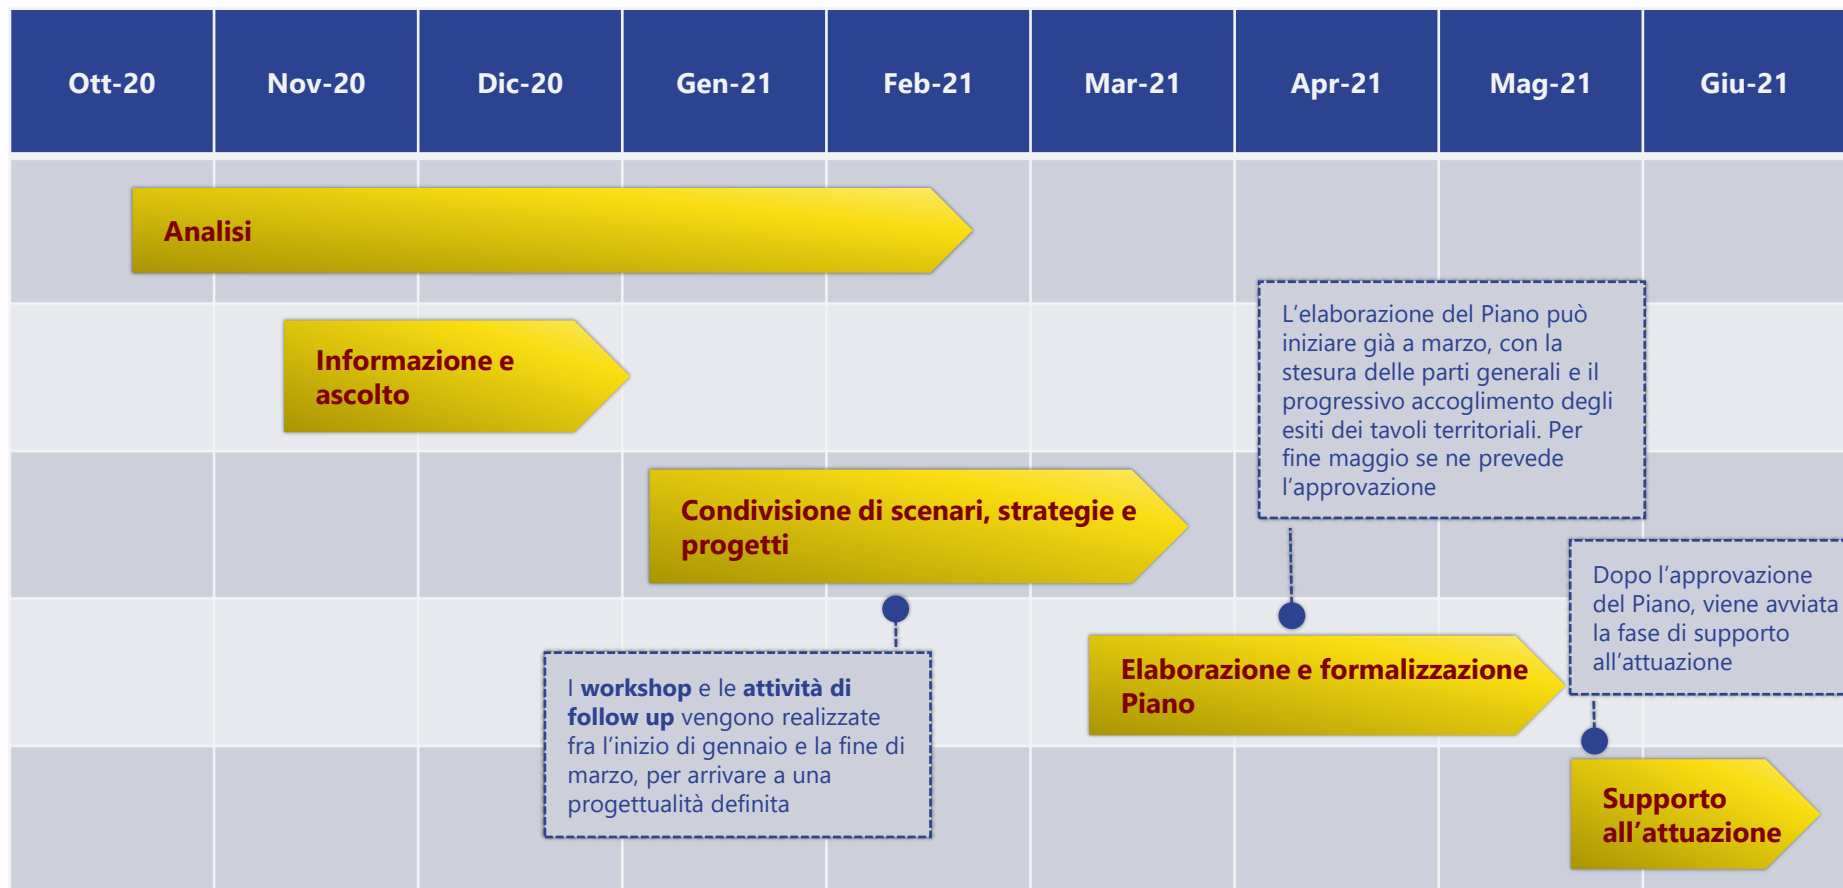 Ott-20
Nov-20
Dic-20
Gen-21
Feb-21
Mar-21
Apr-21
Mag-21
Giu-21
Analisi
Informazione e
ascolto
L’elaborazione del Piano può
iniziare già a marzo, con la
stesura delle parti generali e il
progressivo accoglimento degli
esiti dei tavoli territoriali. Per
fine maggio se ne prevede
l’approvazione
Condivisione di scenari, strategie e
progetti
Dopo l’approvazione
del Piano, viene avviata
la fase di supporto
all’attuazione
I workshop e le attività di
follow up vengono realizzate
fra l’inizio di gennaio e la fine di
marzo, per arrivare a una
progettualità definita
Elaborazione e formalizzazione
Piano
Supporto
all’attuazione